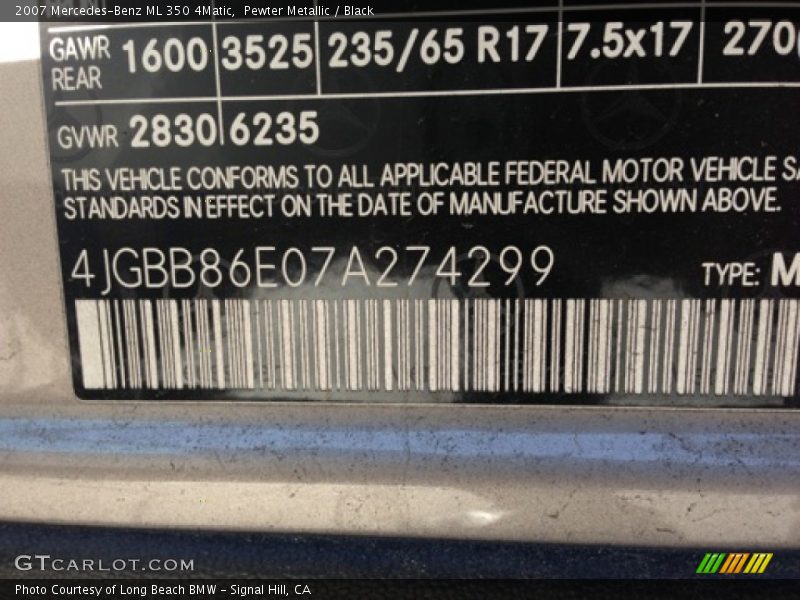 2007 Mercedes-Benz ML 350 4Matic, Pewter Metallic / Black
GAWR REAR 1600 3525 235/65 R17 7.5x17 270
GVWR 2830 6235
THIS VEHICLE CONFORMS TO ALL APPLICABLE FEDERAL MOTOR VEHICLE
STANDARDS IN EFFECT ON THE DATE OF MANUFACTURE SHOWN ABOVE.
4JGBB86E07A274299
TYPE: M
GTCARLOT.COM
Photo Courtesy of Long Beach BMW - Signal Hill, CA